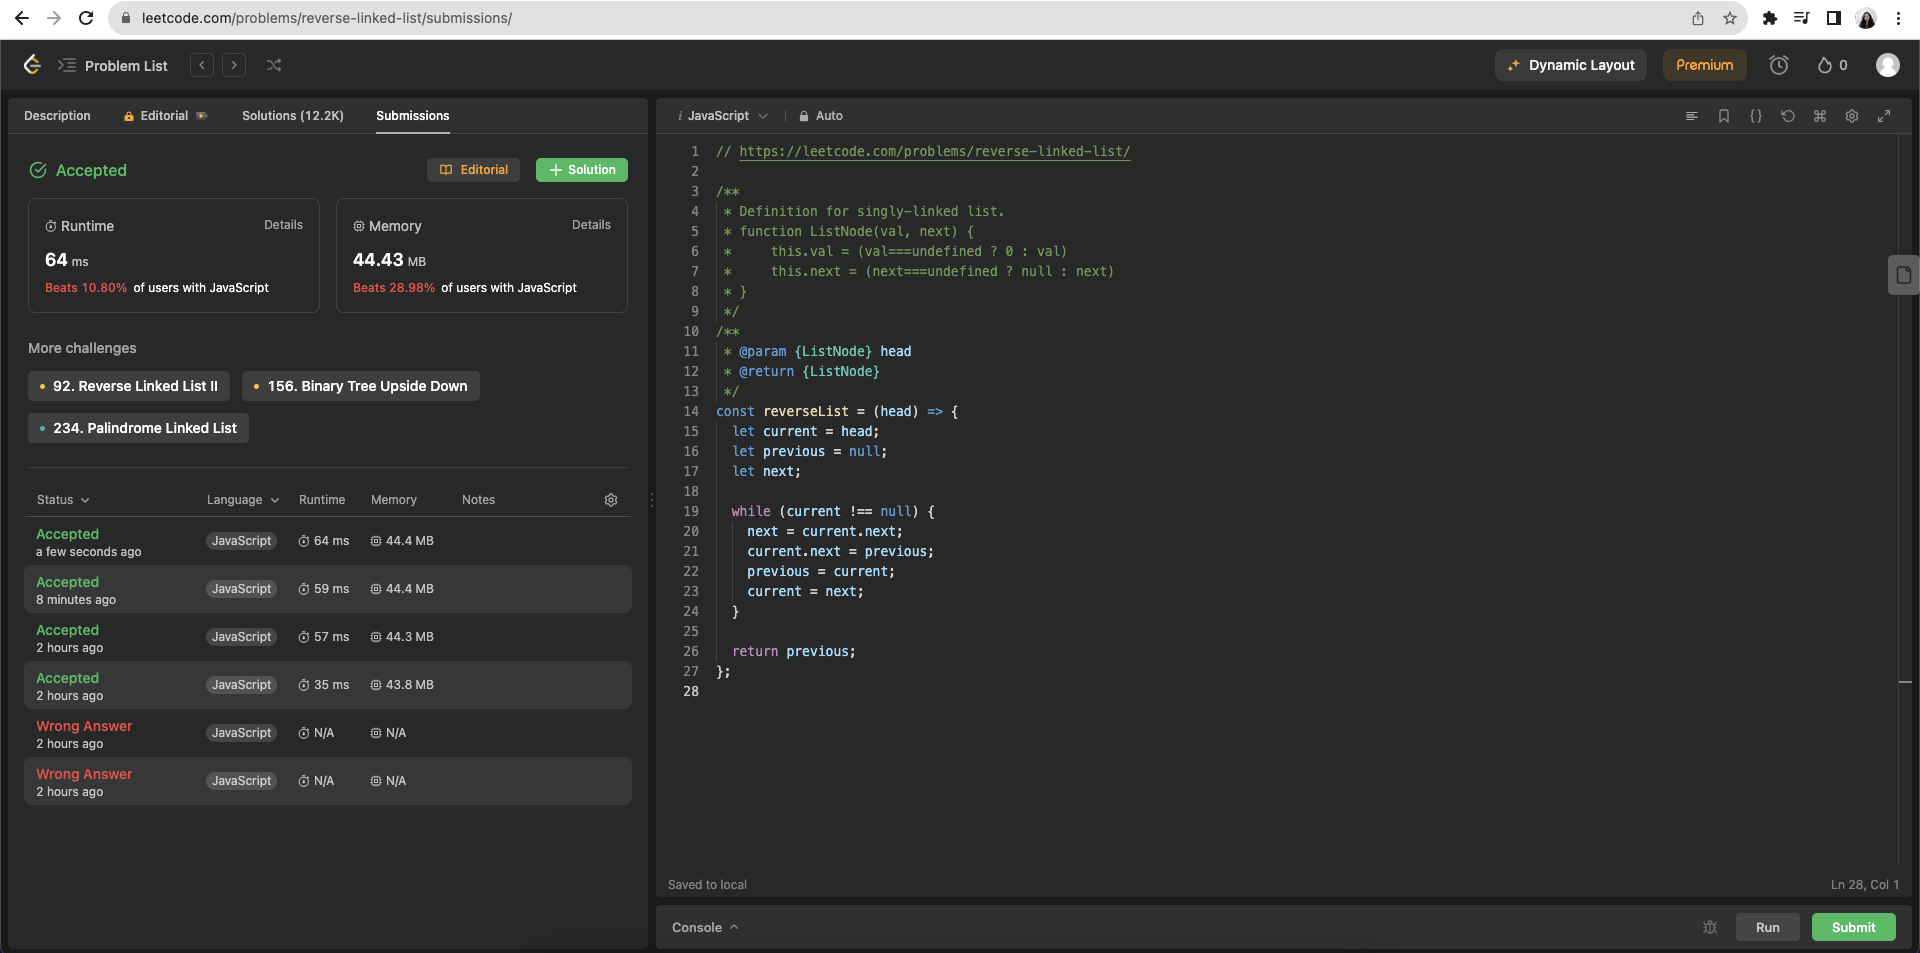 leetcode.com/problems/reverse-linked-list/submissions/
Problem List
Dynamic Layout
Premium
0
Description
Editorial
Solutions (12.2K)
Submissions
Accepted
Editorial
Solution
Runtime
Details
64 ms
Beats 10.80% of users with JavaScript
Memory
Details
44.43 MB
Beats 28.98% of users with JavaScript
More challenges
92. Reverse Linked List II
156. Binary Tree Upside Down
234. Palindrome Linked List
Status Language Runtime Memory Notes
Accepted
a few seconds ago
JavaScript 64 ms 44.4 MB
Accepted
8 minutes ago
JavaScript 59 ms 44.4 MB
Accepted
2 hours ago
JavaScript 57 ms 44.3 MB
Accepted
2 hours ago
JavaScript 35 ms 43.8 MB
Wrong Answer
2 hours ago
JavaScript N/A N/A
Wrong Answer
2 hours ago
JavaScript N/A N/A
i JavaScript
Auto
1 // https://leetcode.com/problems/reverse-linked-list/
2
3 /**
4  * Definition for singly-linked list.
5  * function ListNode(val, next) {
6  *     this.val = (val===undefined ? 0 : val)
7  *     this.next = (next===undefined ? null : next)
8  * }
9  */
10 /**
11  * @param {ListNode} head
12  * @return {ListNode}
13  */
14 const reverseList = (head) => {
15   let current = head;
16   let previous = null;
17   let next;
18
19   while (current !== null) {
20     next = current.next;
21     current.next = previous;
22     previous = current;
23     current = next;
24   }
25
26   return previous;
27 };
28
Saved to local
Ln 28, Col 1
Console
Run
Submit